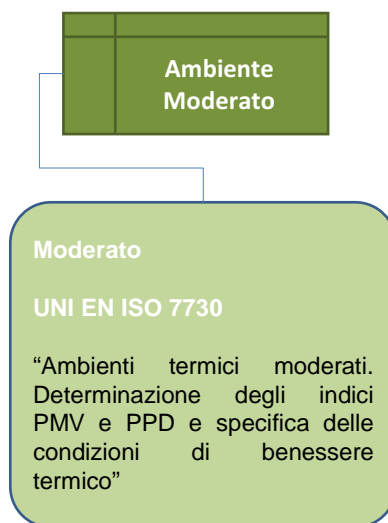 Ambiente
Moderato
Moderato
UNI EN ISO 7730
“Ambienti termici moderati.
Determinazione degli indici
PMV e PPD e specifica delle
condizioni di benessere
termico”